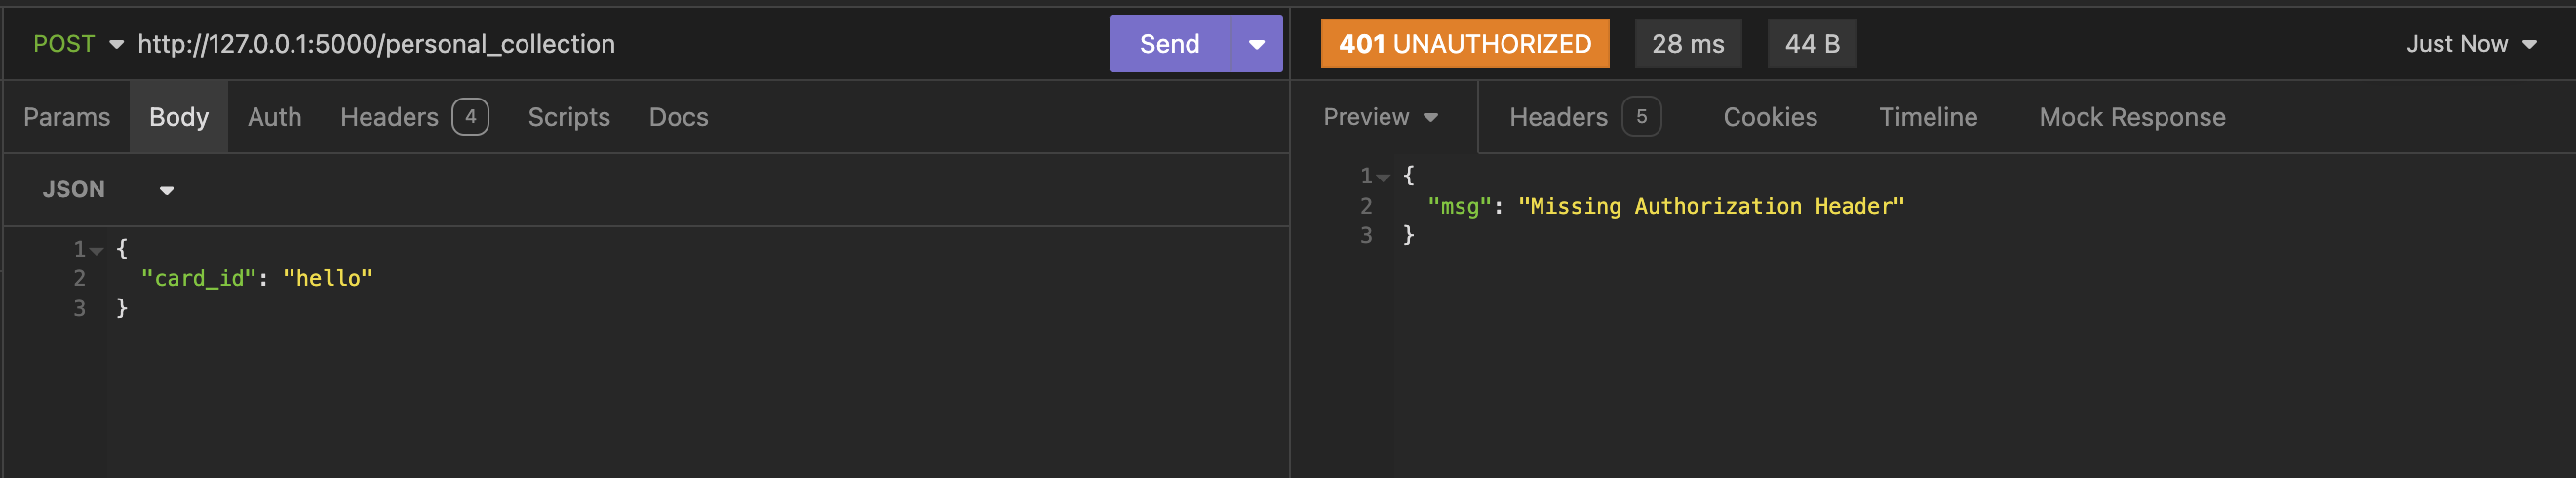 POST http://127.0.0.1:5000/personal_collection Send
Params Body Auth Headers 4 Scripts Docs
JSON
1 {
2 "card_id": "hello"
3 }
401 UNAUTHORIZED 28 ms 44 B Just Now
Preview Headers 5 Cookies Timeline Mock Response
1 {
2 "msg": "Missing Authorization Header"
3 }